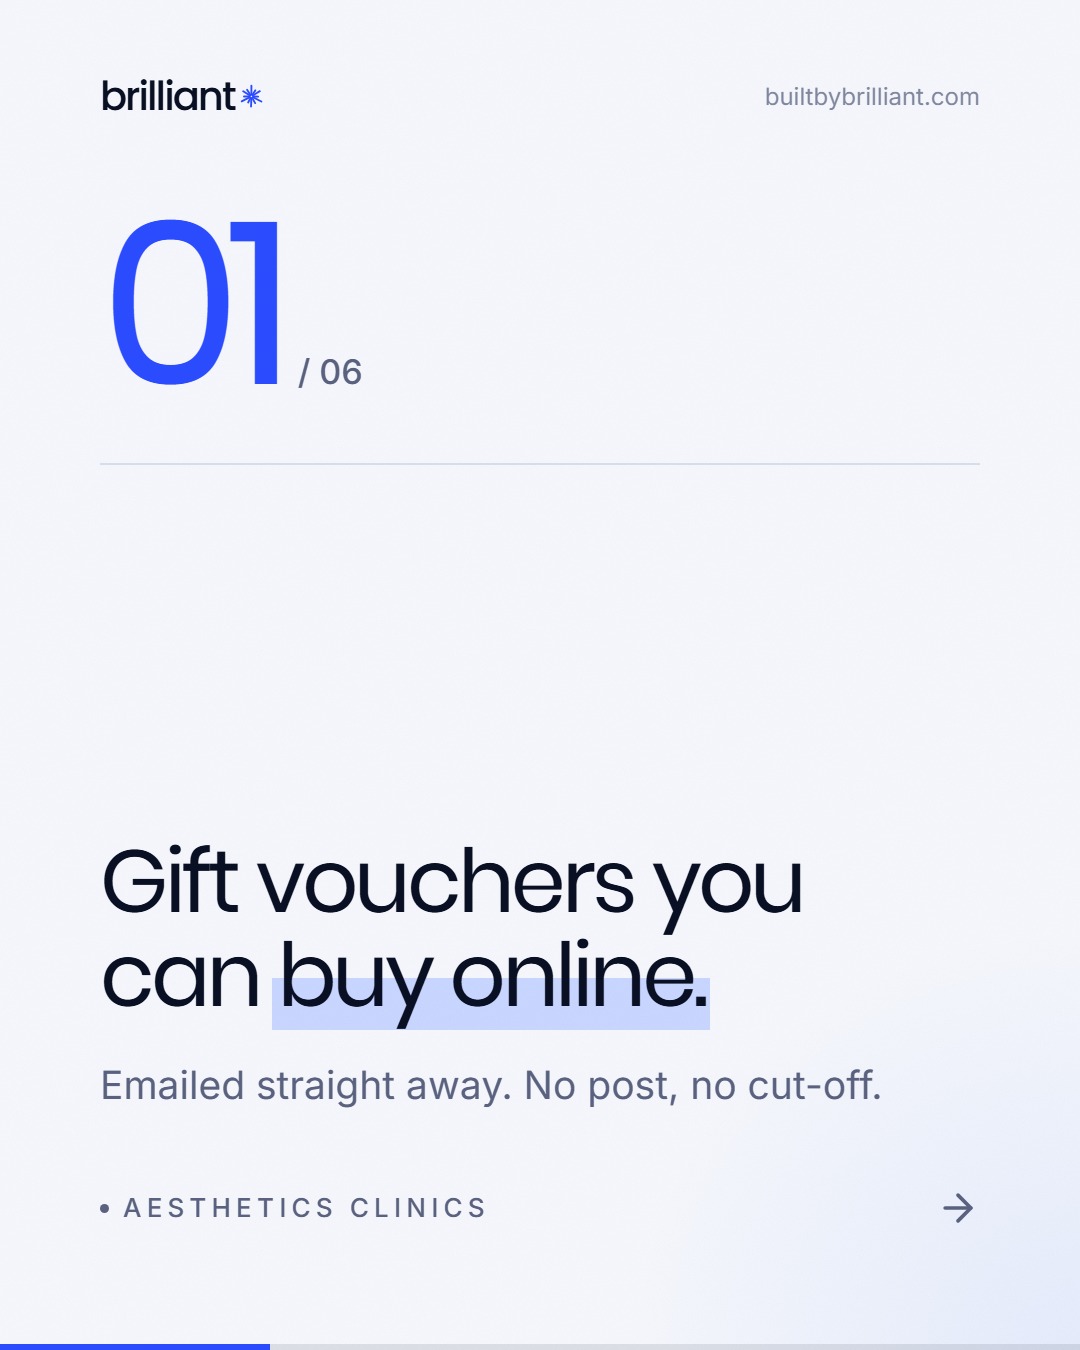 brilliant
builtbybrilliant.com
01 / 06
Gift vouchers you
can buy online.
Emailed straight away. No post, no cut-off.
• AESTHETICS CLINICS